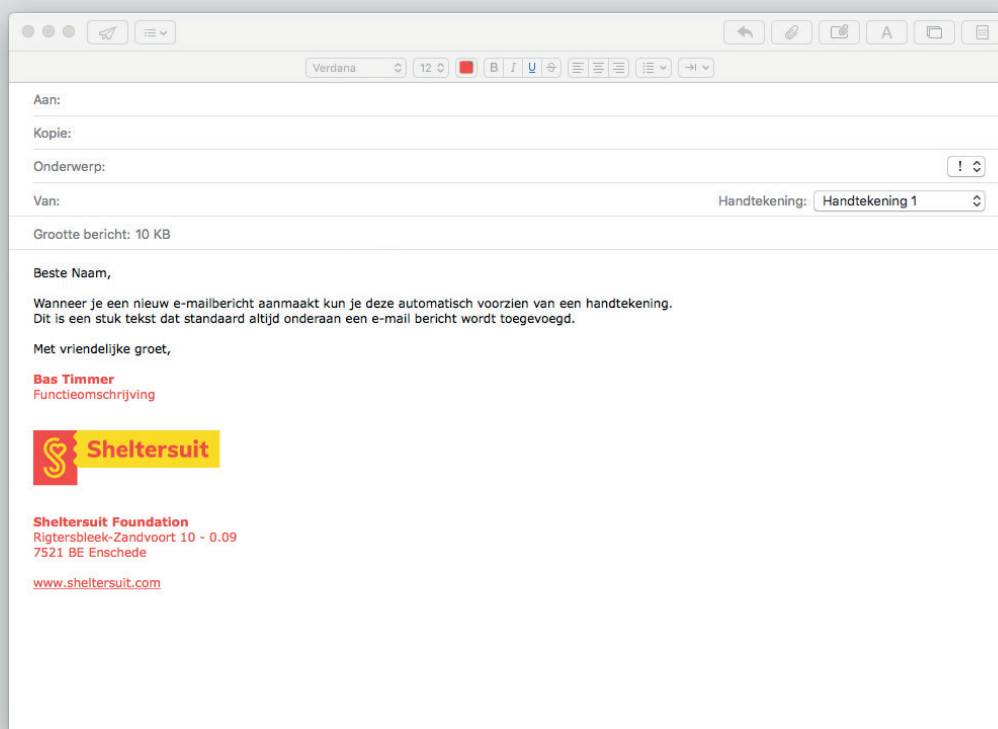 Verdana 12 B I U S
Aan:
Kopie:
Onderwerp: !
Van: Handtekening: Handtekening 1
Grootte bericht: 10 KB
Beste Naam,
Wanneer je een nieuw e-mailbericht aanmaakt kun je deze automatisch voorzien van een handtekening.
Dit is een stuk tekst dat standaard altijd onderaan een e-mail bericht wordt toegevoegd.
Met vriendelijke groet,
Bas Timmer
Functieomschrijving
Sheltersuit
Sheltersuit Foundation
Rigtersbleek-Zandvoort 10 - 0.09
7521 BE Enschede
www.sheltersuit.com